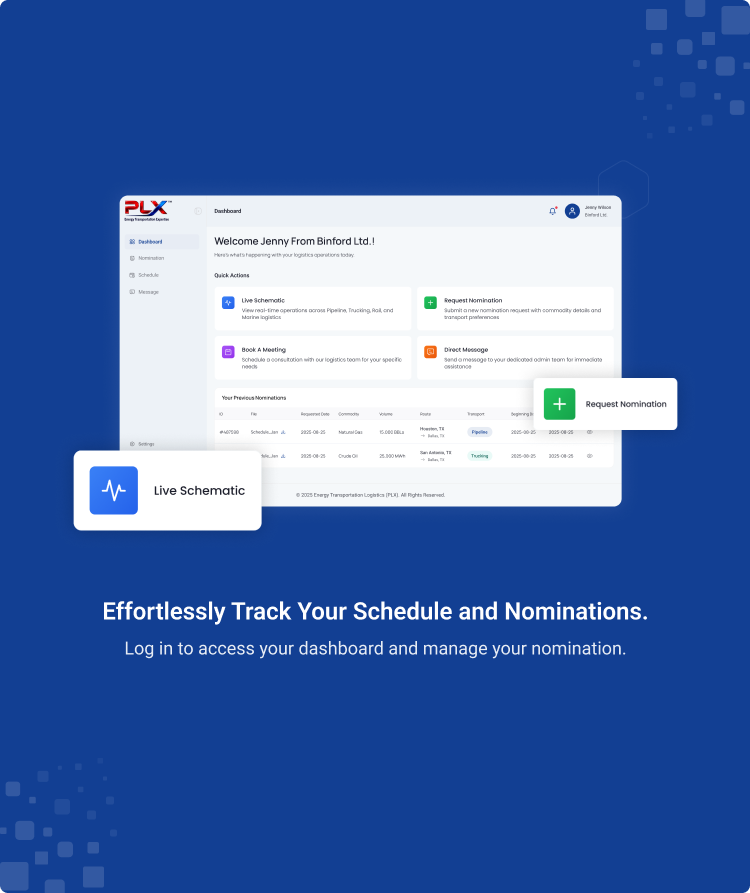 PLX
TM
Energy Transportation Expertise
Dashboard
Jenny Wilson
Binford Ltd.
Dashboard
Nomination
Schedule
Message
Settings
Welcome Jenny From Binford Ltd.!
Here's what's happening with your logistics operations today
Quick Actions
Live Schematic
View real-time operations across Pipeline, Trucking, Rail, and
Marine logistics
Request Nomination
Submit a new nomination request with commodity details and
transport preferences
Book A Meeting
Schedule a consultation with our logistics team for your specific
needs
Direct Message
Send a message to your dedicated admin team for immediate
assistance
Your Previous Nominations
ID File Requested Date Commodity Volume Route Transport Beginning
#487598 Schedule_Jan 2025-08-25 Natural Gas 15,000 BBLs Houston, TX Pipeline 2025-08-25 2025-08-25
Dallas, TX
2025-08-25 Crude Oil 25,000 MWh San Antonio, TX Trucking 2025-08-25 2025-08-25
Dallas, TX
© 2025 Energy Transportation Logistics (PLX). All Rights Reserved.
Request Nomination
Live Schematic
Effortlessly Track Your Schedule and Nominations.
Log in to access your dashboard and manage your nomination.